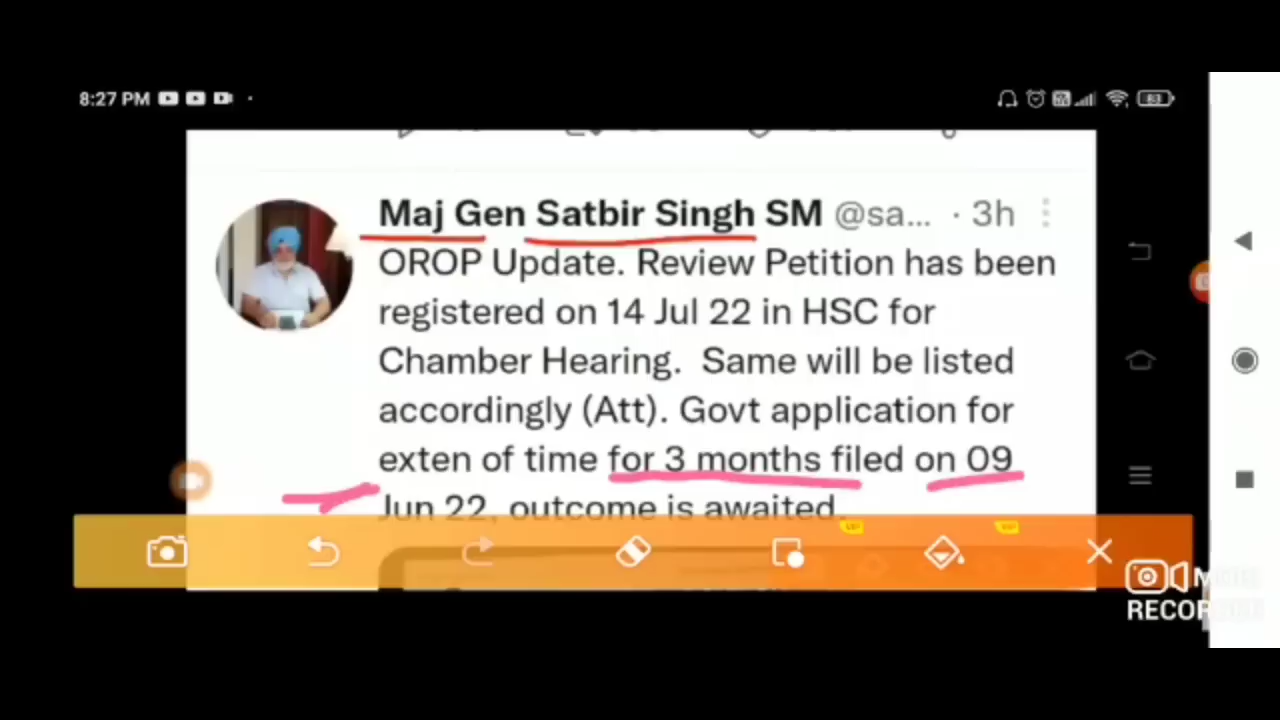 8:27 PM
83
Maj Gen Satbir Singh SM @sa... · 3h
OROP Update. Review Petition has been
registered on 14 Jul 22 in HSC for
Chamber Hearing. Same will be listed
accordingly (Att). Govt application for
exten of time for 3 months filed on 09
Jun 22, outcome is awaited.
RECOR